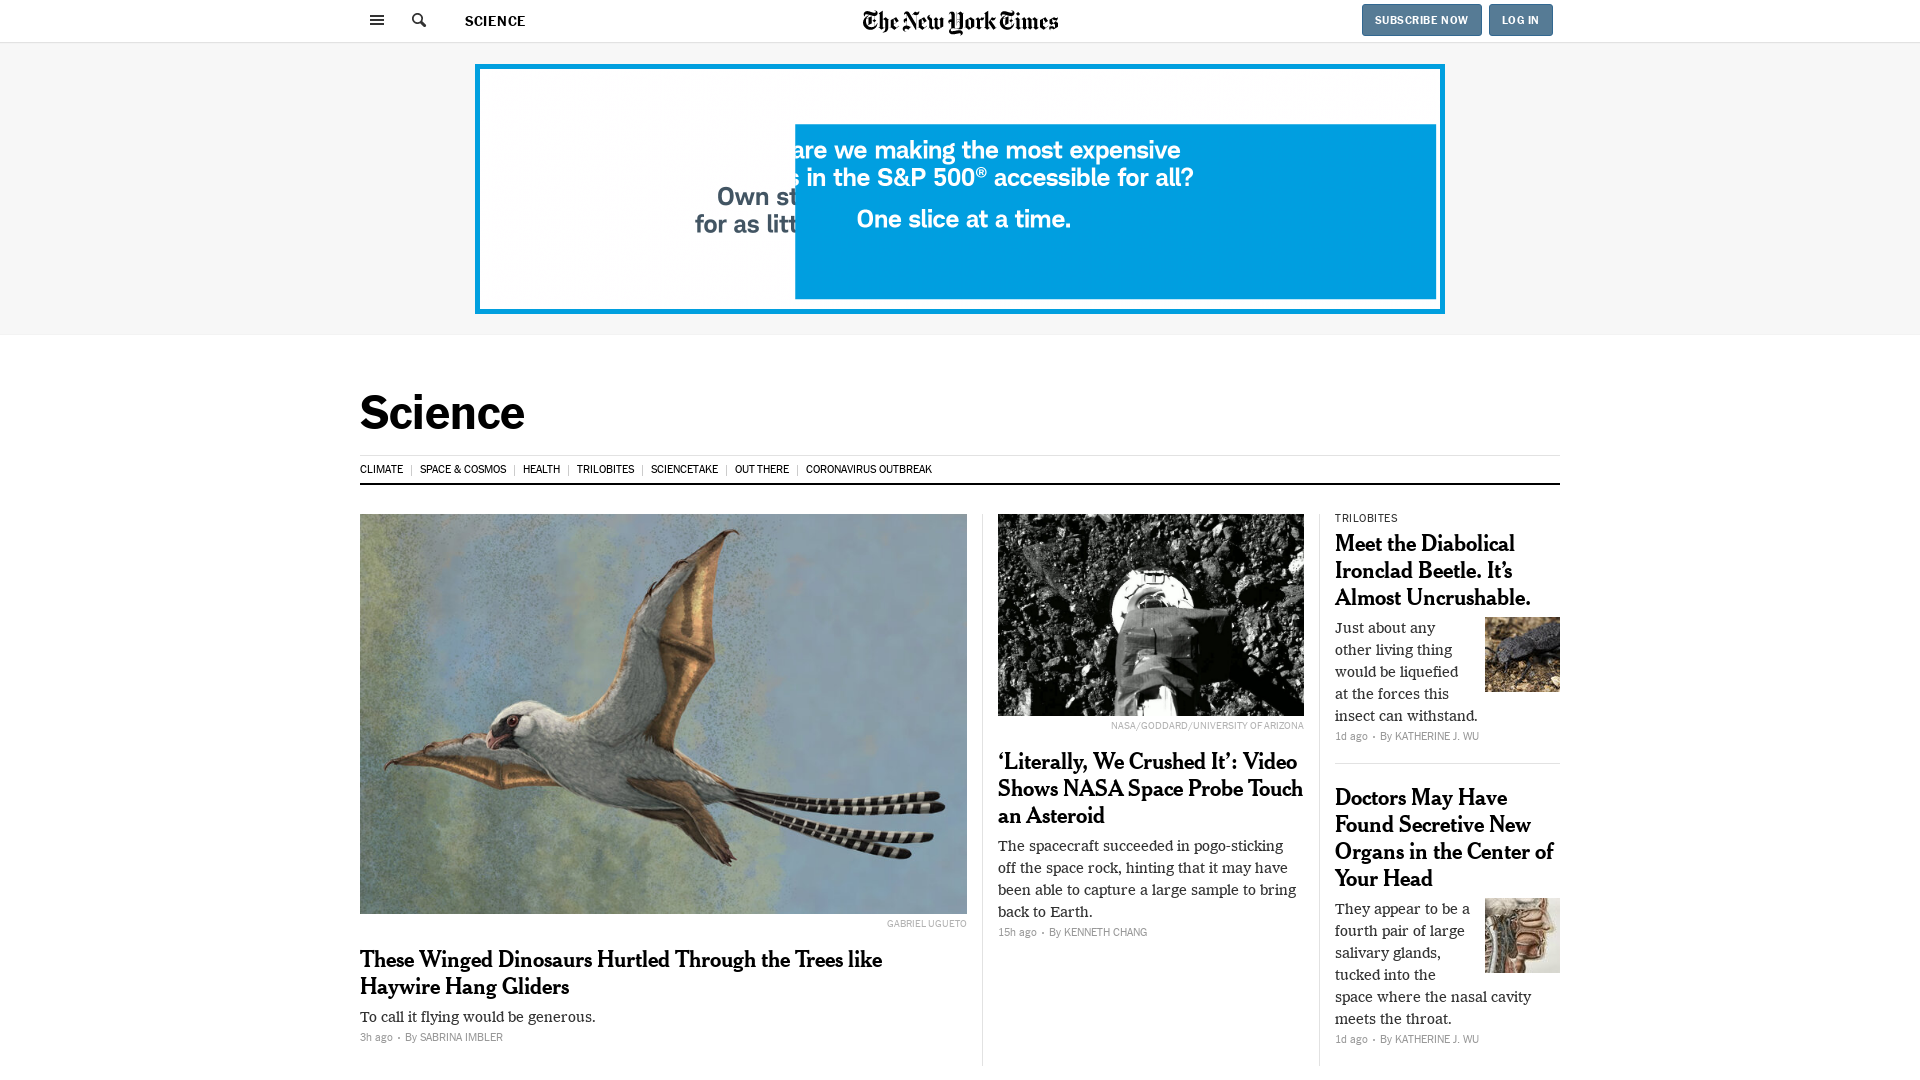 SCIENCE
The New York Times
SUBSCRIBE NOW
LOG IN
are we making the most expensive
in the S&P 500® accessible for all?
Own
for as
One slice at a time.
Science
CLIMATE
SPACE & COSMOS
HEALTH
TRILOBITES
SCIENCETAKE
OUT THERE
CORONAVIRUS OUTBREAK
GABRIEL UGUETO
These Winged Dinosaurs Hurtled Through the Trees like
Haywire Hang Gliders
To call it flying would be generous.
3h ago • By SABRINA IMBLER
NASA/GODDARD/UNIVERSITY OF ARIZONA
‘Literally, We Crushed It’: Video
Shows NASA Space Probe Touch
an Asteroid
The spacecraft succeeded in pogo-sticking
off the space rock, hinting that it may have
been able to capture a large sample to bring
back to Earth.
15h ago • By KENNETH CHANG
TRILOBITES
Meet the Diabolical
Ironclad Beetle. It’s
Almost Uncrushable.
Just about any
other living thing
would be liquefied
at the forces this
insect can withstand.
1d ago • By KATHERINE J. WU
Doctors May Have
Found Secretive New
Organs in the Center of
Your Head
They appear to be a
fourth pair of large
salivary glands,
tucked into the
space where the nasal cavity
meets the throat.
1d ago • By KATHERINE J. WU